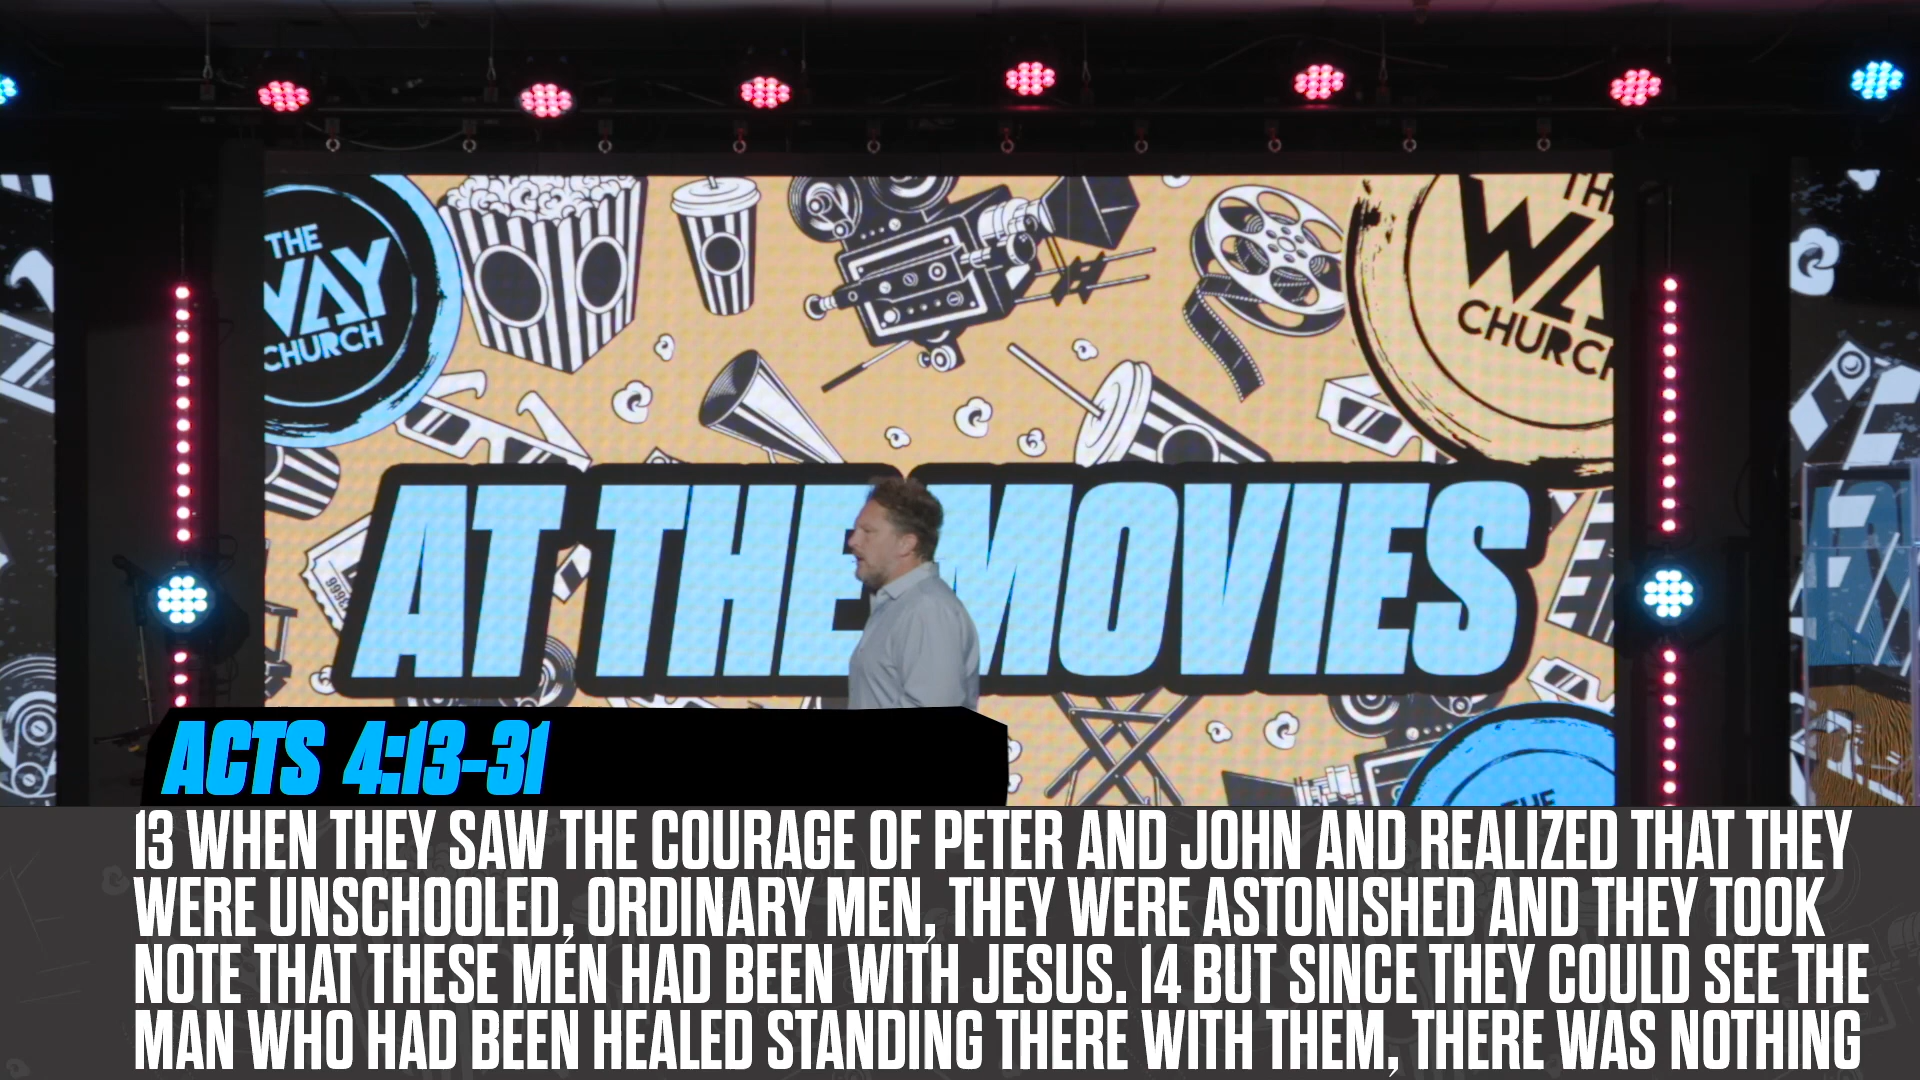 THE
WAY
CHURCH
WA
CHURC
AT THE MOVIES
ACTS 4:13-31
13 WHEN THEY SAW THE COURAGE OF PETER AND JOHN AND REALIZED THAT THEY
WERE UNSCHOOLED, ORDINARY MEN, THEY WERE ASTONISHED AND THEY TOOK
NOTE THAT THESE MEN HAD BEEN WITH JESUS. 14 BUT SINCE THEY COULD SEE THE
MAN WHO HAD BEEN HEALED STANDING THERE WITH THEM, THERE WAS NOTHING